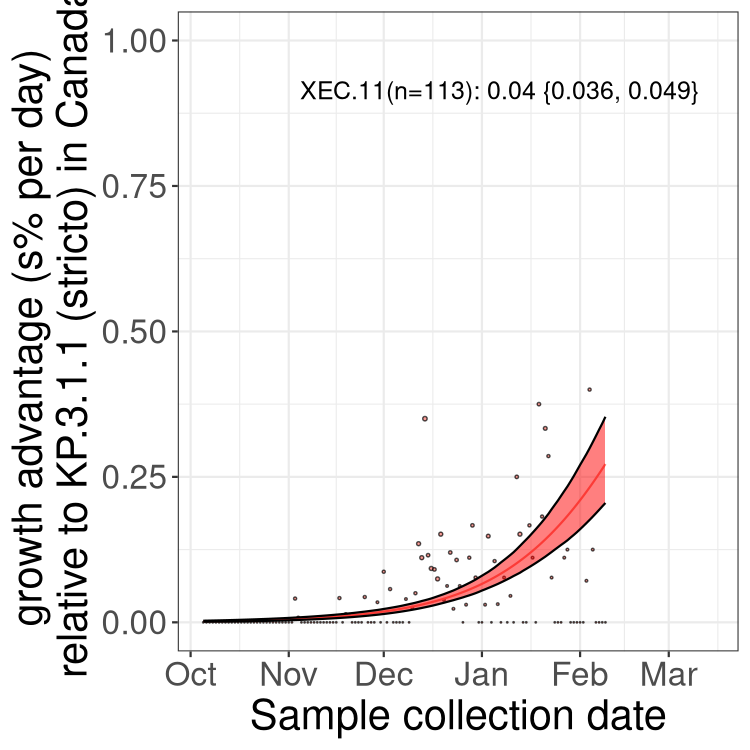 growth advantage (s% per day)
relative to KP.3.1.1 (stricto) in Canada
1.00
0.75
0.50
0.25
0.00
XEC.11(n=113): 0.04 {0.036, 0.049}
Oct Nov Dec Jan Feb Mar
Sample collection date